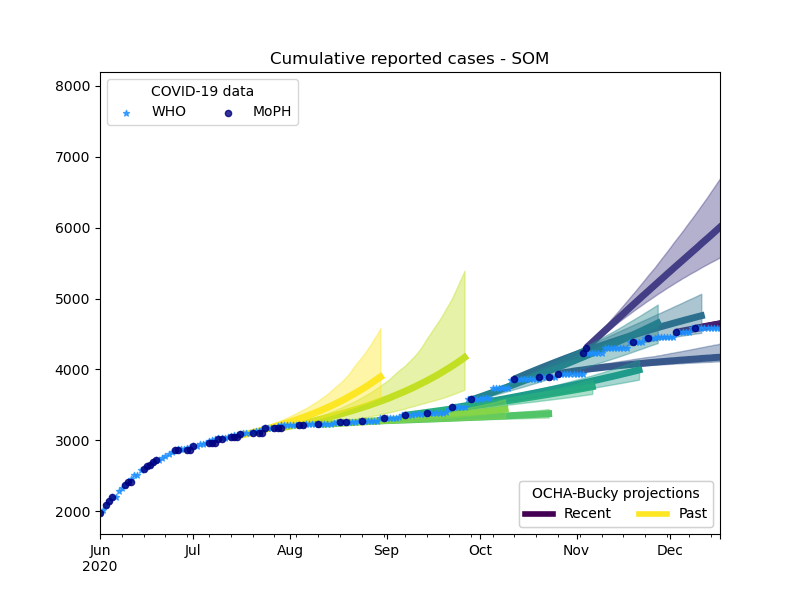 Cumulative reported cases - SOM
8000
7000
6000
5000
4000
3000
2000
COVID-19 data
WHO MoPH
OCHA-Bucky projections
Recent Past
Jun Jul Aug Sep Oct Nov Dec
2020